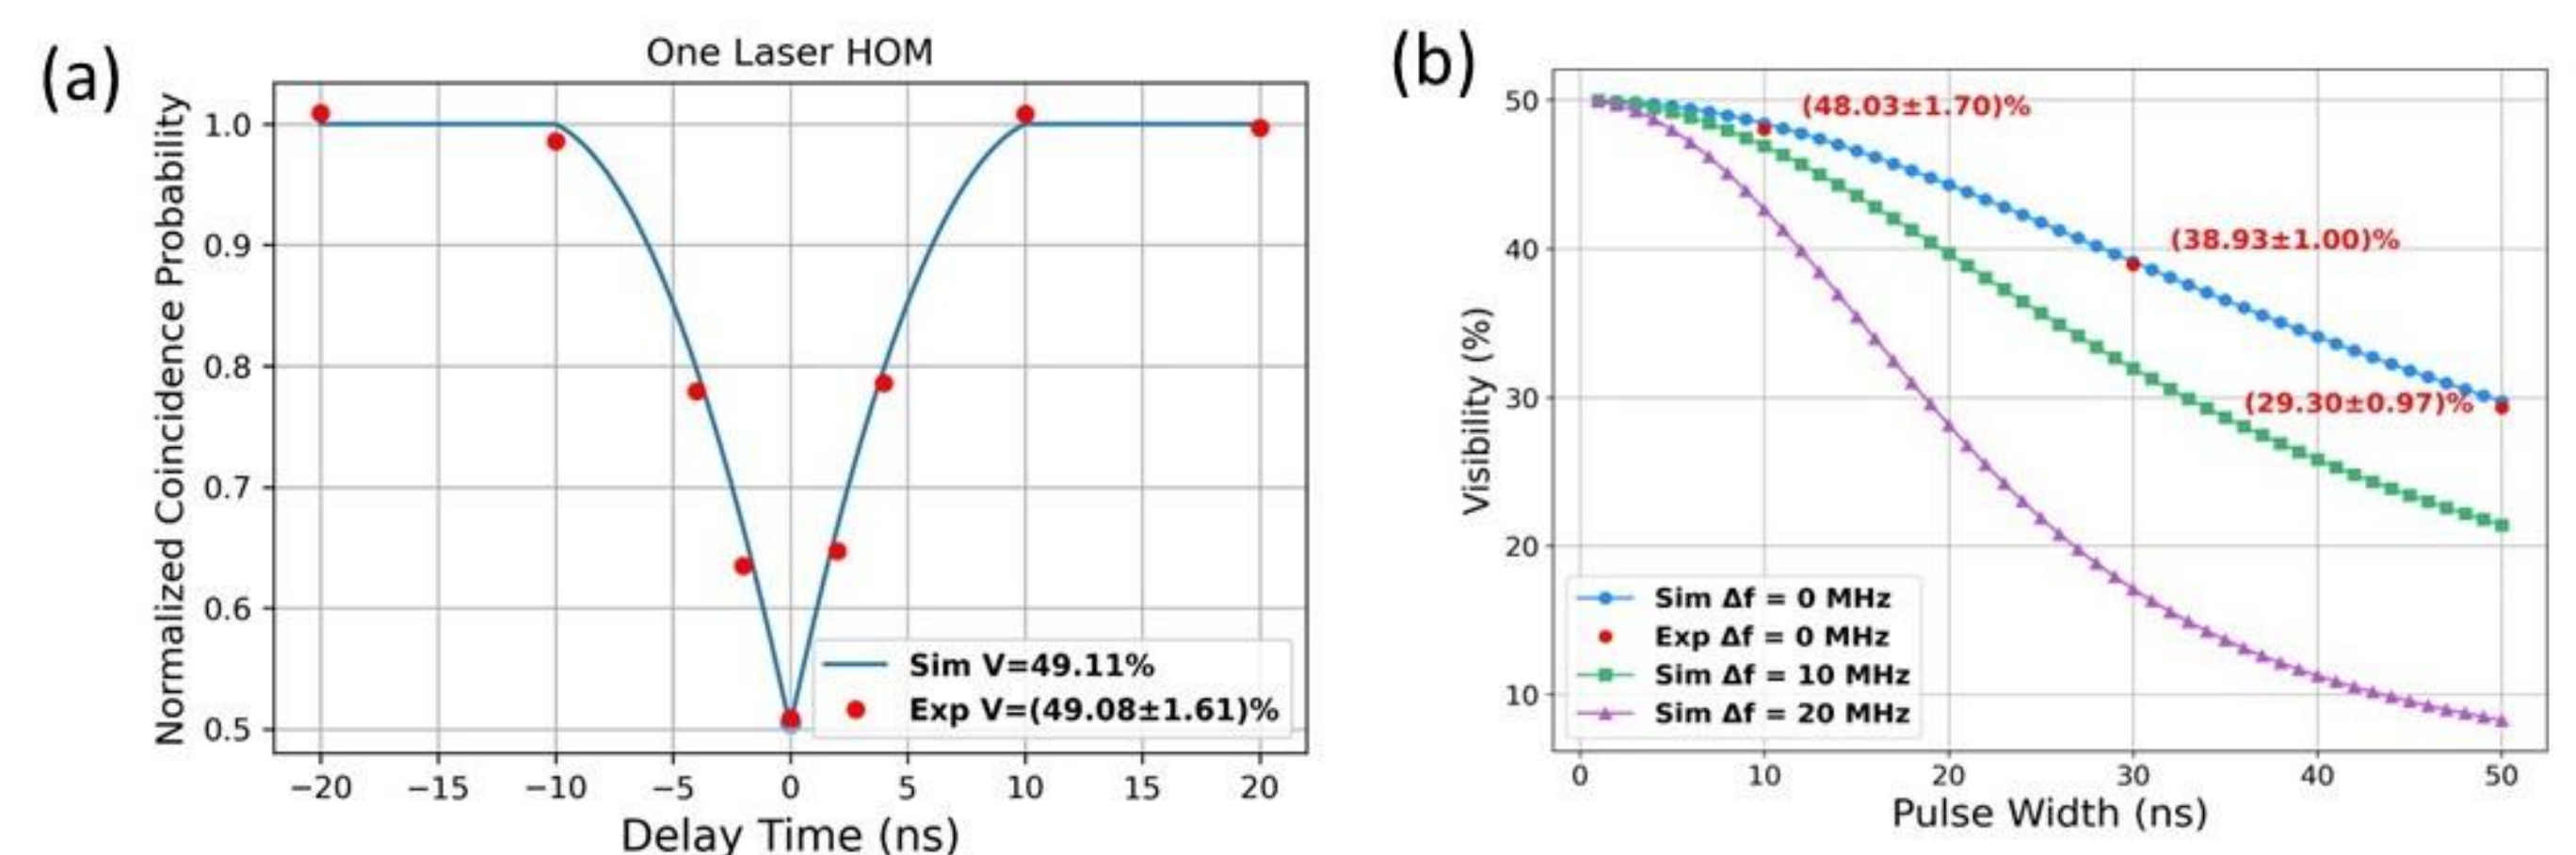 (a)
One Laser HOM
Normalized Coincidence Probability
1.0
0.9
0.8
0.7
0.6
0.5
Sim V=49.11%
Exp V=(49.08±1.61)%
−20 −15 −10 −5 0 5 10 15 20
Delay Time (ns)
(b)
Visibility (%)
50
40
30
20
10
(48.03±1.70)%
(38.93±1.00)%
(29.30±0.97)%
Sim Δf = 0 MHz
Exp Δf = 0 MHz
Sim Δf = 10 MHz
Sim Δf = 20 MHz
0 10 20 30 40 50
Pulse Width (ns)